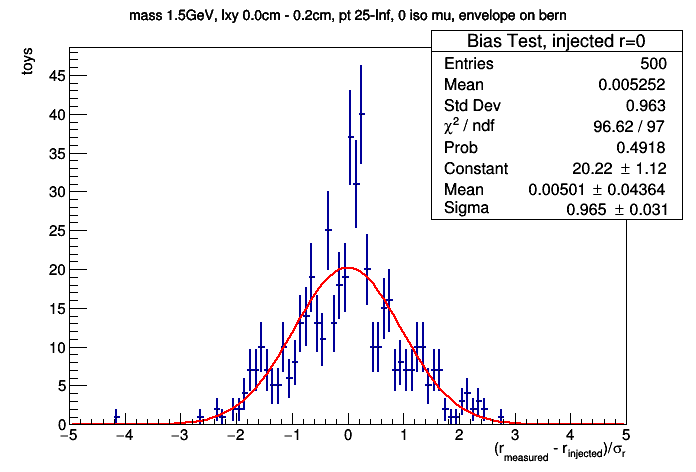 mass 1.5GeV, lxy 0.0cm - 0.2cm, pt 25-Inf, 0 iso mu, envelope on bern
Bias Test, injected r=0
Entries 500
Mean 0.005252
Std Dev 0.963
χ² / ndf 96.62 / 97
Prob 0.4918
Constant 20.22 ± 1.12
Mean 0.00501 ± 0.04364
Sigma 0.965 ± 0.031
toys
45
40
35
30
25
20
15
10
5
0
−5 −4 −3 −2 −1 0 1 2 3 4 5
(r_measured - r_injected)/σ_r